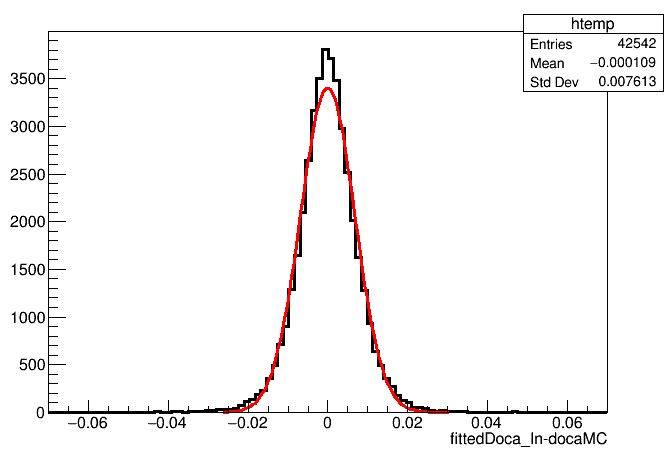 htemp
Entries 42542
Mean −0.000109
Std Dev 0.007613
3500
3000
2500
2000
1500
1000
500
0
−0.06 −0.04 −0.02 0 0.02 0.04 0.06
fittedDoca_In-docaMC